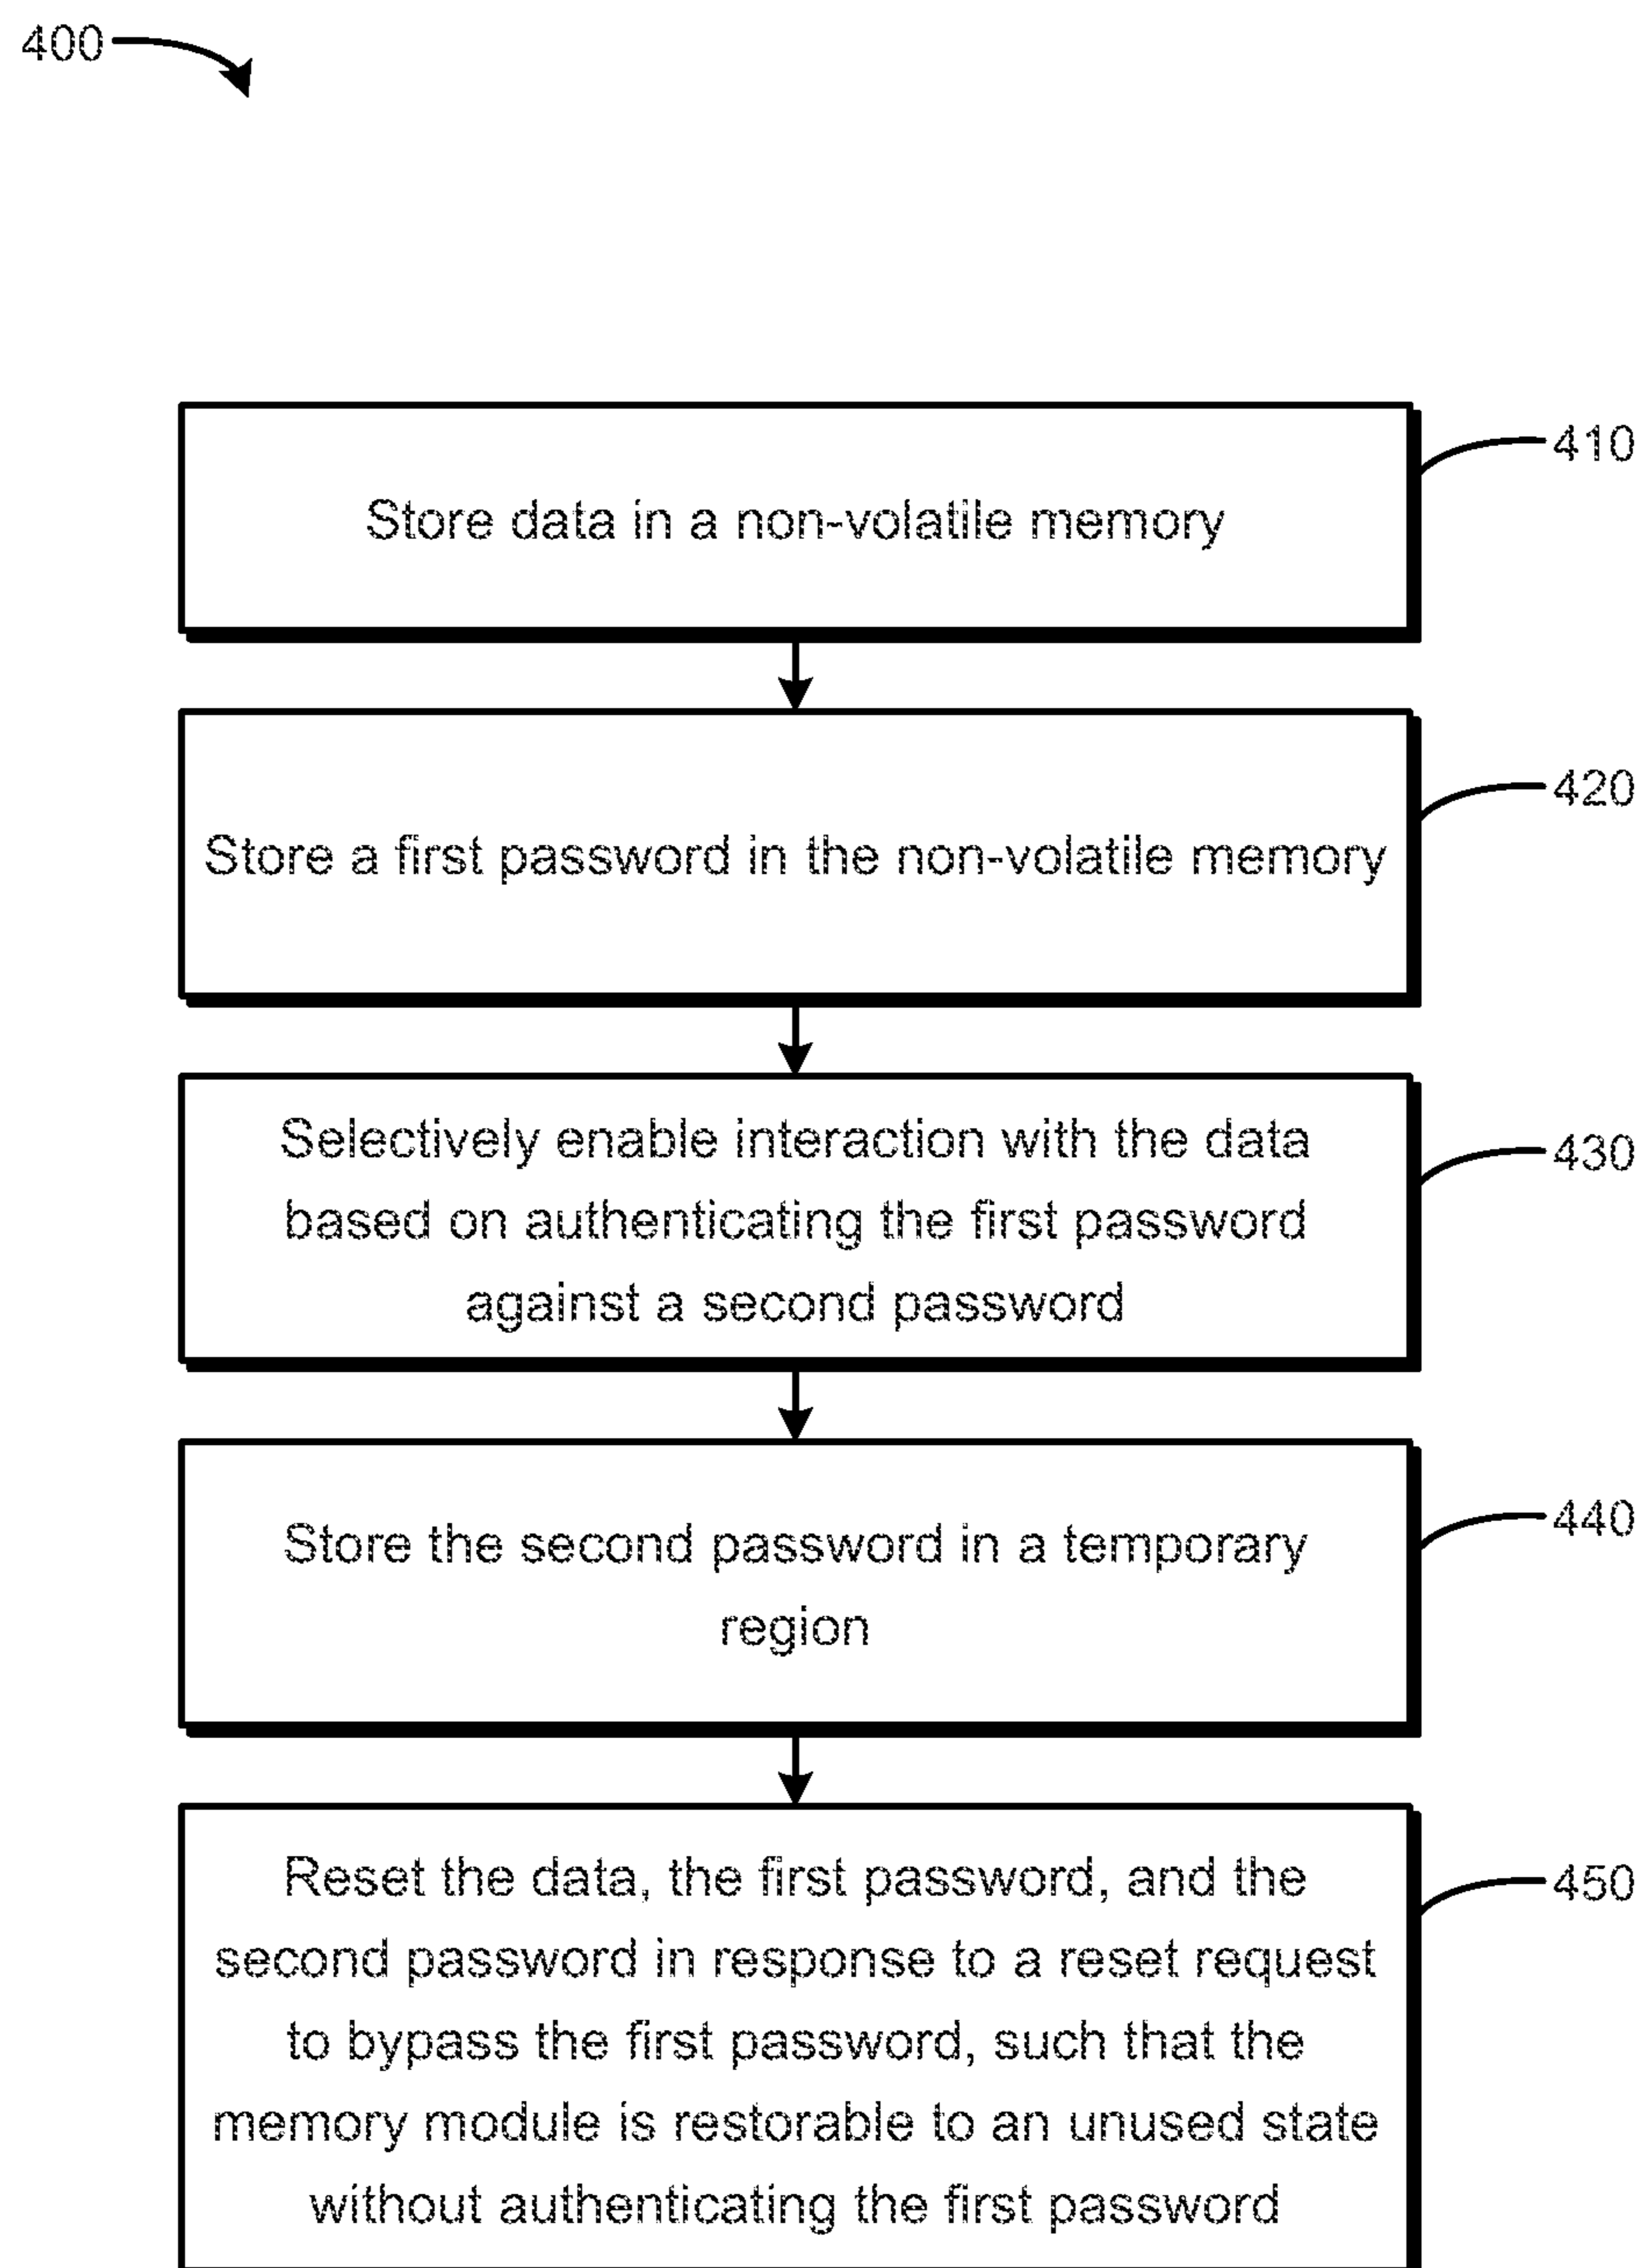 400
410
Store data in a non-volatile memory
420
Store a first password in the non-volatile memory
Selectively enable interaction with the data
430
based on authenticating the first password
against a second password
440
Store the second password in a temporary
region
Reset the data, the first password, and the
450
second password in response to a reset request
to bypass the first password, such that the
memory module is restorable to an unused state
without authenticating the first password